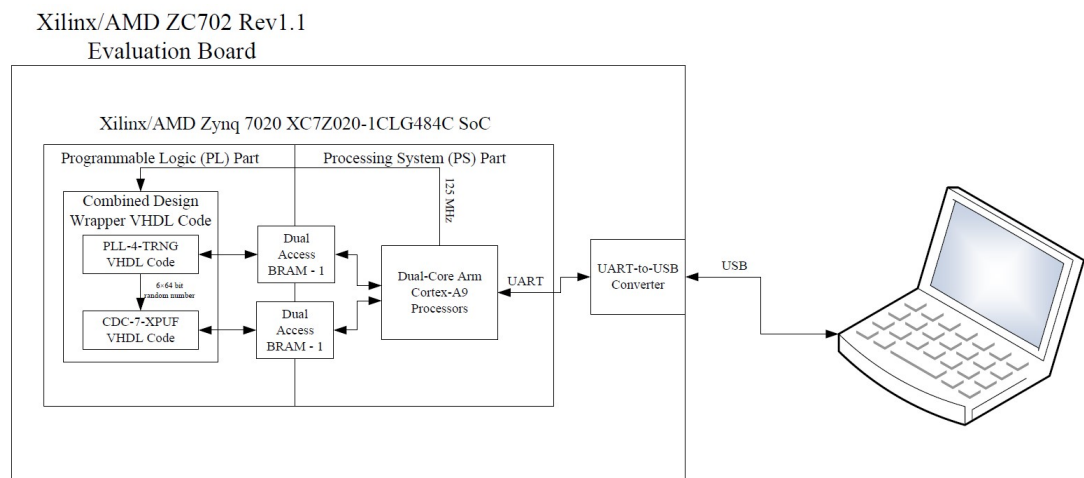 Xilinx/AMD ZC702 Rev1.1
Evaluation Board
Xilinx/AMD Zynq 7020 XC7Z020-1CLG484C SoC
Programmable Logic (PL) Part
Processing System (PS) Part
125 MHz
Combined Design
Wrapper VHDL Code
PLL-4-TRNG
VHDL Code
6×64 bit
random number
CDC-7-XPUF
VHDL Code
Dual
Access
BRAM - 1
Dual
Access
BRAM - 1
Dual-Core Arm
Cortex-A9
Processors
UART
UART-to-USB
Converter
USB